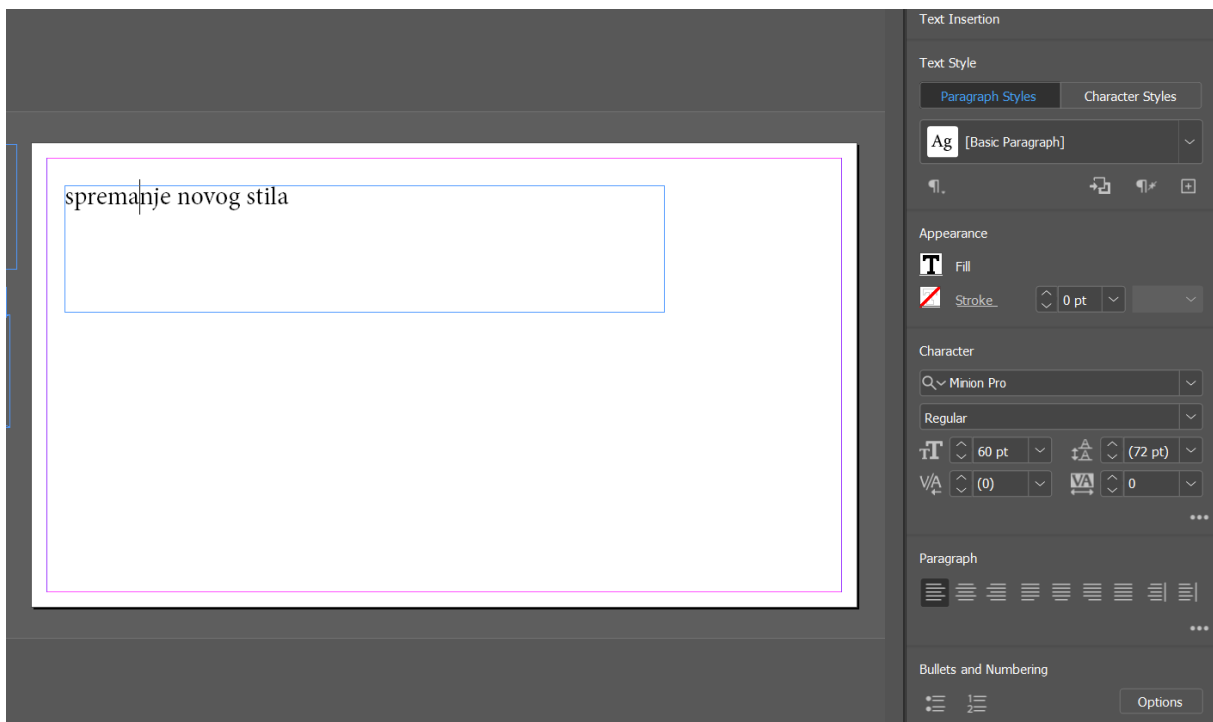 Text Insertion
Text Style
Paragraph Styles Character Styles
Ag [Basic Paragraph]
spremanje novog stila
Appearance
T Fill
Stroke 0 pt
Character
Minion Pro
Regular
60 pt (72 pt)
V/A (0) VA 0
Paragraph
Bullets and Numbering
Options